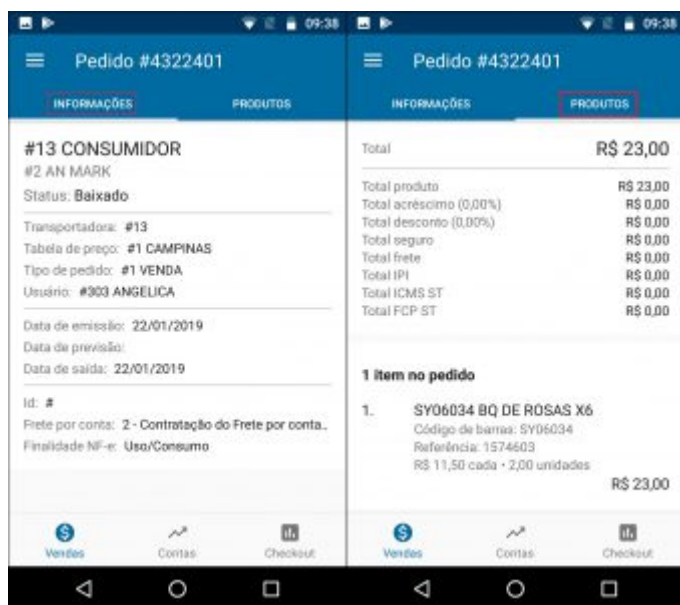 09:38
Pedido #4322401
INFORMAÇÕES PRODUTOS
#13 CONSUMIDOR
#2 AN MARK
Status: Baixado
Transportadora: #13
Tabela de preço: #1 CAMPINAS
Tipo de pedido: #1 VENDA
Usuário: #303 ANGELICA
Data de emissão: 22/01/2019
Data de previsão:
Data de saída: 22/01/2019
Id: #
Frete por conta: 2 - Contratação do Frete por conta..
Finalidade NF-e: Uso/Consumo
Vendas Contas Checkout
09:38
Pedido #4322401
INFORMAÇÕES PRODUTOS
Total R$ 23,00
Total produto R$ 23,00
Total acréscimo (0,00%) R$ 0,00
Total desconto (0,00%) R$ 0,00
Total seguro R$ 0,00
Total frete R$ 0,00
Total IPI R$ 0,00
Total ICMS ST R$ 0,00
Total FCP ST R$ 0,00
1 item no pedido
1. SY06034 BQ DE ROSAS X6
Código de barras: SY06034
Referência: 1574603
R$ 11,50 cada • 2,00 unidades
R$ 23,00
Vendas Contas Checkout